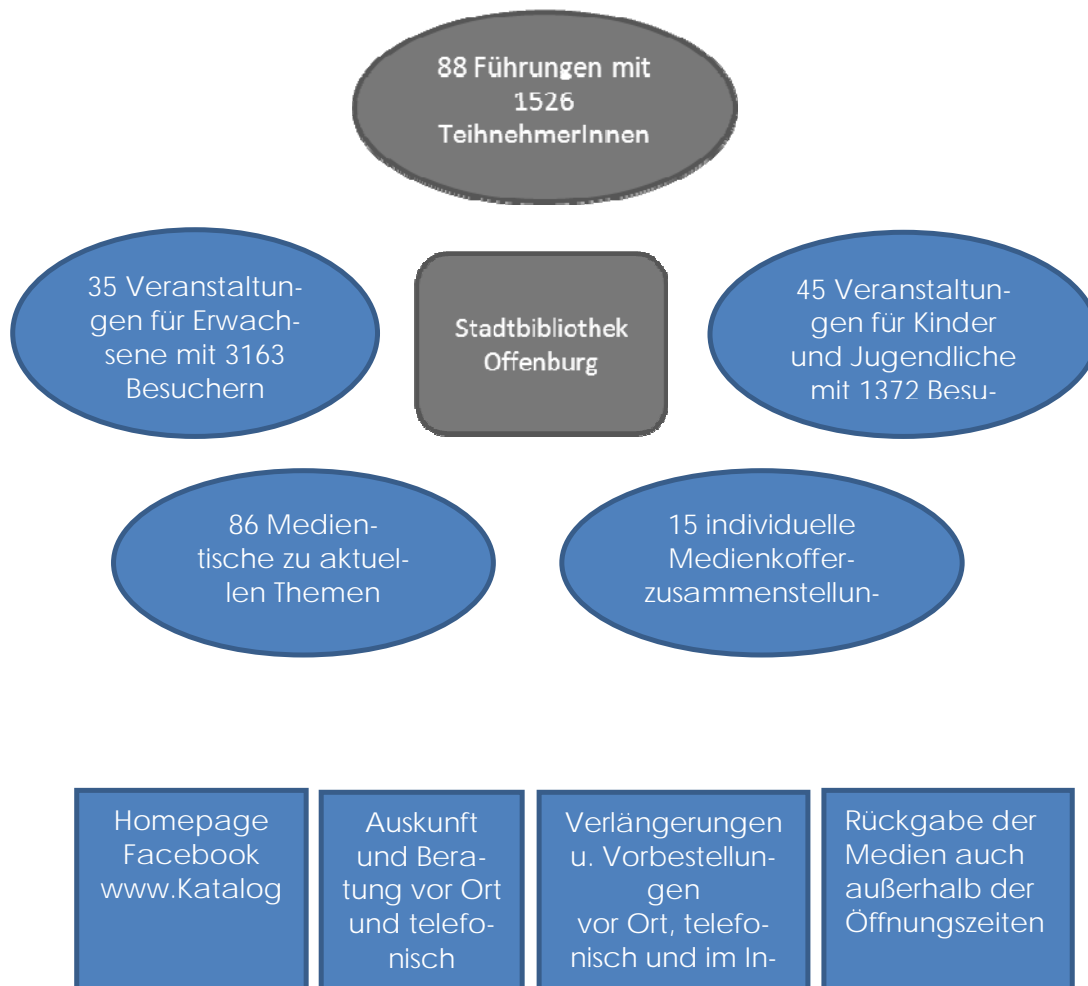 88 Führungen mit
1526
TeihnehmerInnen
35 Veranstaltun-
gen für Erwach-
sene mit 3163
Besuchern
Stadtbibliothek
Offenburg
45 Veranstaltun-
gen für Kinder
und Jugendliche
mit 1372 Besu-
86 Medien-
tische zu aktuel-
len Themen
15 individuelle
Medienkoffer-
zusammenstellun-
Homepage
Facebook
www.Katalog
Auskunft
und Bera-
tung vor Ort
und telefo-
nisch
Verlängerungen
u. Vorbestellun-
gen
vor Ort, telefo-
nisch und im In-
Rückgabe der
Medien auch
außerhalb der
Öffnungszeiten